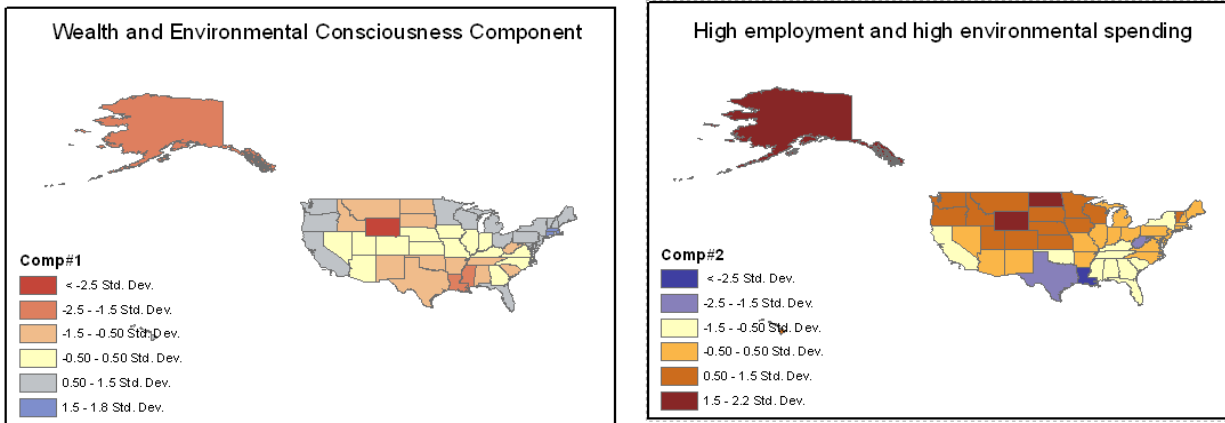 Wealth and Environmental Consciousness Component
Comp#1
< -2.5 Std. Dev.
-2.5 - -1.5 Std. Dev.
-1.5 - -0.50 Std. Dev.
-0.50 - 0.50 Std. Dev.
0.50 - 1.5 Std. Dev.
1.5 - 1.8 Std. Dev.
High employment and high environmental spending
Comp#2
< -2.5 Std. Dev.
-2.5 - -1.5 Std. Dev.
-1.5 - -0.50 Std. Dev.
-0.50 - 0.50 Std. Dev.
0.50 - 1.5 Std. Dev.
1.5 - 2.2 Std. Dev.